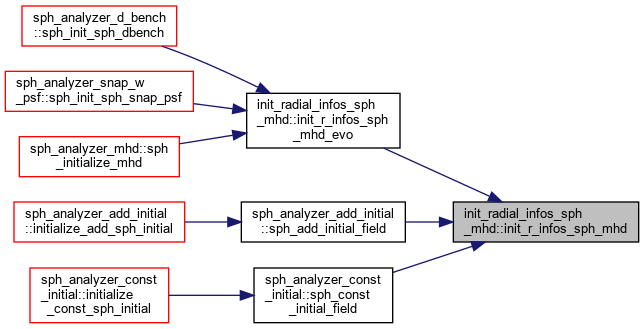 sph_analyzer_d_bench
::sph_init_sph_dbench
sph_analyzer_snap_w
_psf::sph_init_sph_snap_psf
sph_analyzer_mhd::sph
_initialize_mhd
init_radial_infos_sph
_mhd::init_r_infos_sph
_mhd_evo
sph_analyzer_add_initial
::initialize_add_sph_initial
sph_analyzer_add_initial
::sph_add_initial_field
init_radial_infos_sph
_mhd::init_r_infos_sph_mhd
sph_analyzer_const
_initial::initialize
_const_sph_initial
sph_analyzer_const
_initial::sph_const
_initial_field